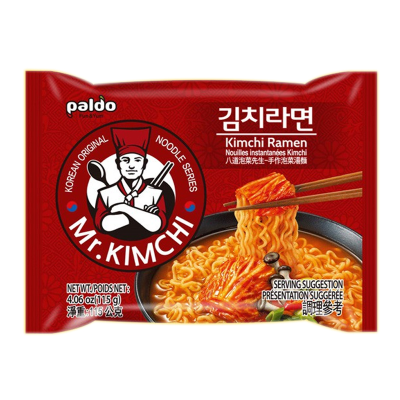 paldo
김치라면
Kimchi Ramen
Nouilles instantanées Kimchi
八道泡菜先生-手作泡菜湯麵
KOREAN ORIGINAL
NOODLE SERIES
Mr. KIMCHI
NET WT: POIDS NET:
4.06 oz(115 g)
淨重:115 公克
SERVING SUGGESTION
PRÉSENTATION SUGGÉRÉE
調理參考